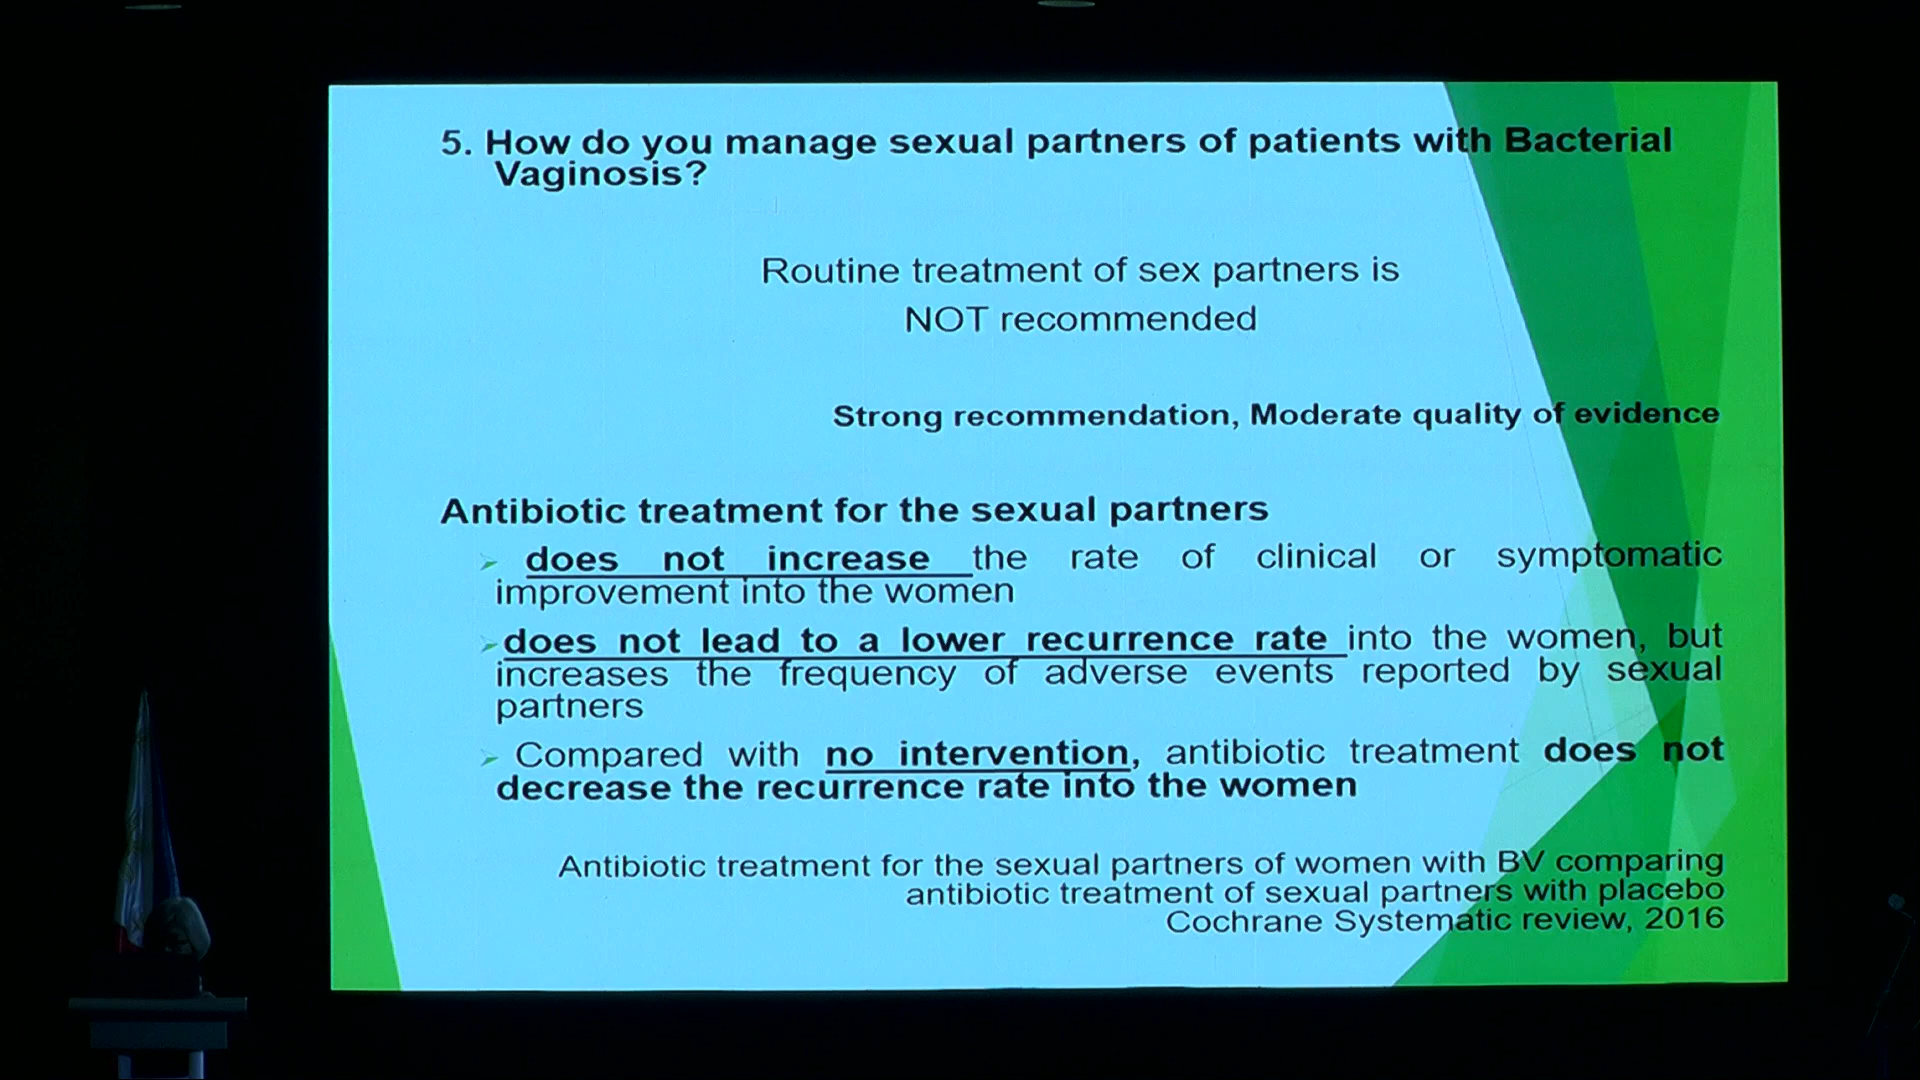 5. How do you manage sexual partners of patients with Bacterial
Vaginosis?
Routine treatment of sex partners is
NOT recommended
Strong recommendation, Moderate quality of evidence
Antibiotic treatment for the sexual partners
➢ does not increase the rate of clinical or symptomatic
improvement into the women
➢does not lead to a lower recurrence rate into the women, but
increases the frequency of adverse events reported by sexual
partners
➢ Compared with no intervention, antibiotic treatment does not
decrease the recurrence rate into the women
Antibiotic treatment for the sexual partners of women with BV comparing
antibiotic treatment of sexual partners with placebo
Cochrane Systematic review, 2016